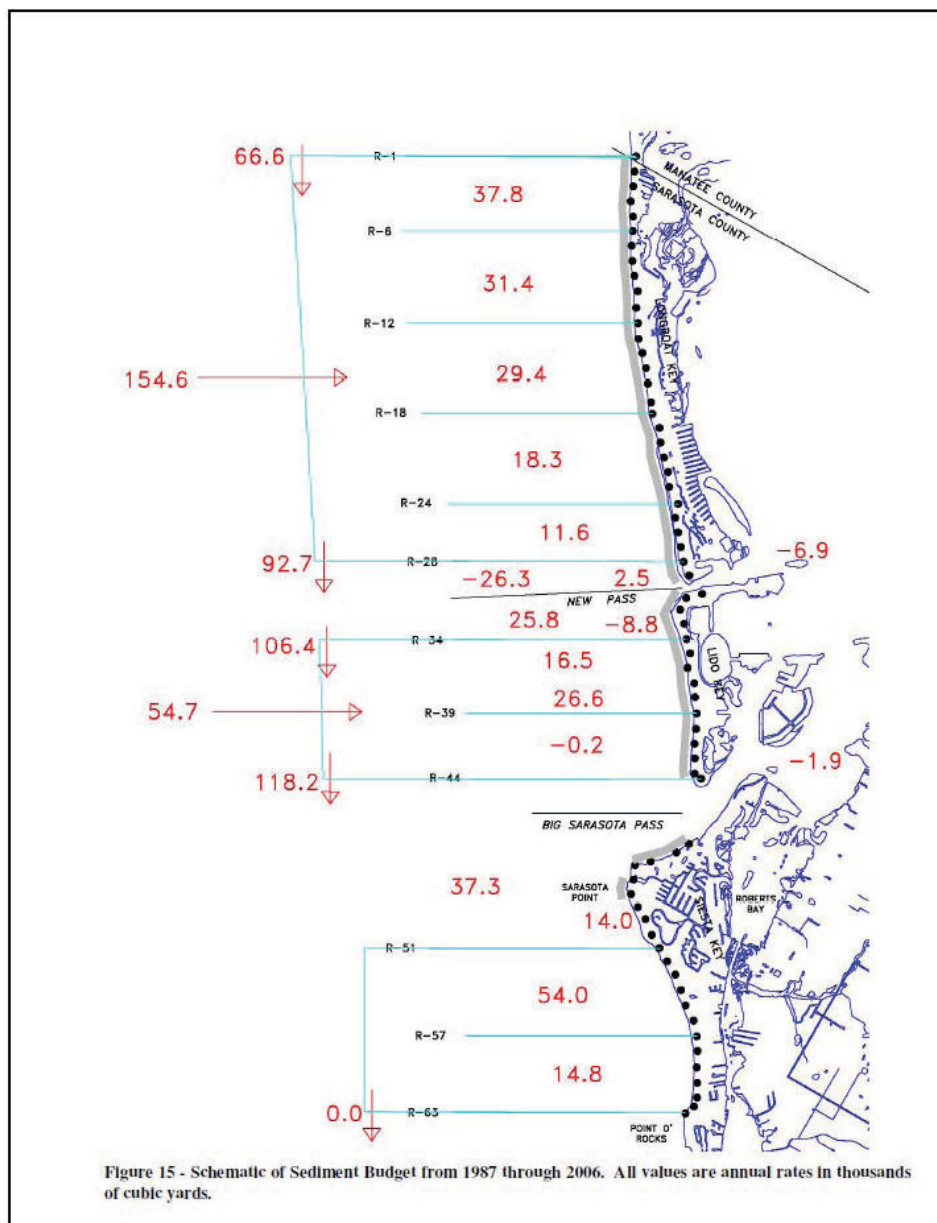 66.6
R-1
MANATEE COUNTY
SARASOTA COUNTY
37.8
R-6
31.4
LONGBOAT KEY
R-12
154.6
29.4
R-18
18.3
R-24
11.6
-6.9
92.7
R-28
-26.3
2.5
NEW PASS
25.8
-8.8
106.4
R-34
16.5
LIDO KEY
54.7
26.6
R-39
-0.2
-1.9
118.2
R-44
BIG SARASOTA PASS
37.3
SARASOTA
POINT
SIESTA KEY
ROBERTS
BAY
14.0
R-51
54.0
R-57
14.8
0.0
R-63
POINT O'
ROCKS
Figure 15 - Schematic of Sediment Budget from 1987 through 2006. All values are annual rates in thousands
of cubic yards.